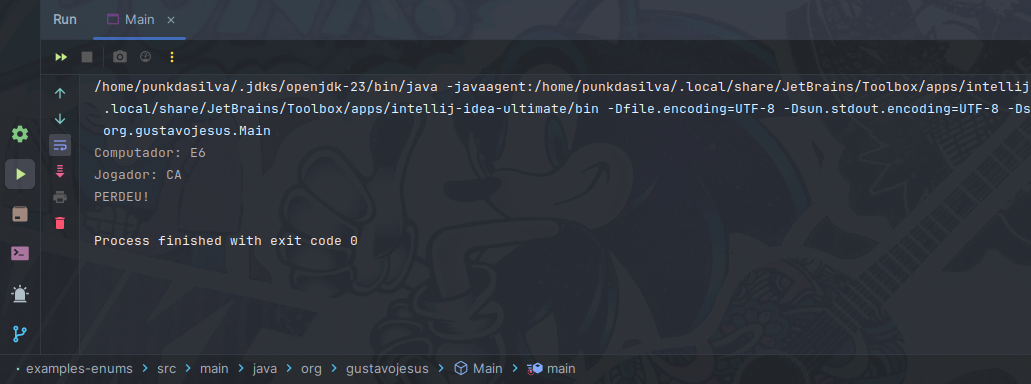 Run Main
/home/punkdasilva/.jdks/openjdk-23/bin/java -javaagent:/home/punkdasilva/.local/share/JetBrains/Toolbox/apps/intellij
.local/share/JetBrains/Toolbox/apps/intellij-idea-ultimate/bin -Dfile.encoding=UTF-8 -Dsun.stdout.encoding=UTF-8 -Ds
org.gustavojesus.Main
Computador: E6
Jogador: CA
PERDEU!
Process finished with exit code 0
examples-enums > src > main > java > org > gustavojesus > Main > main